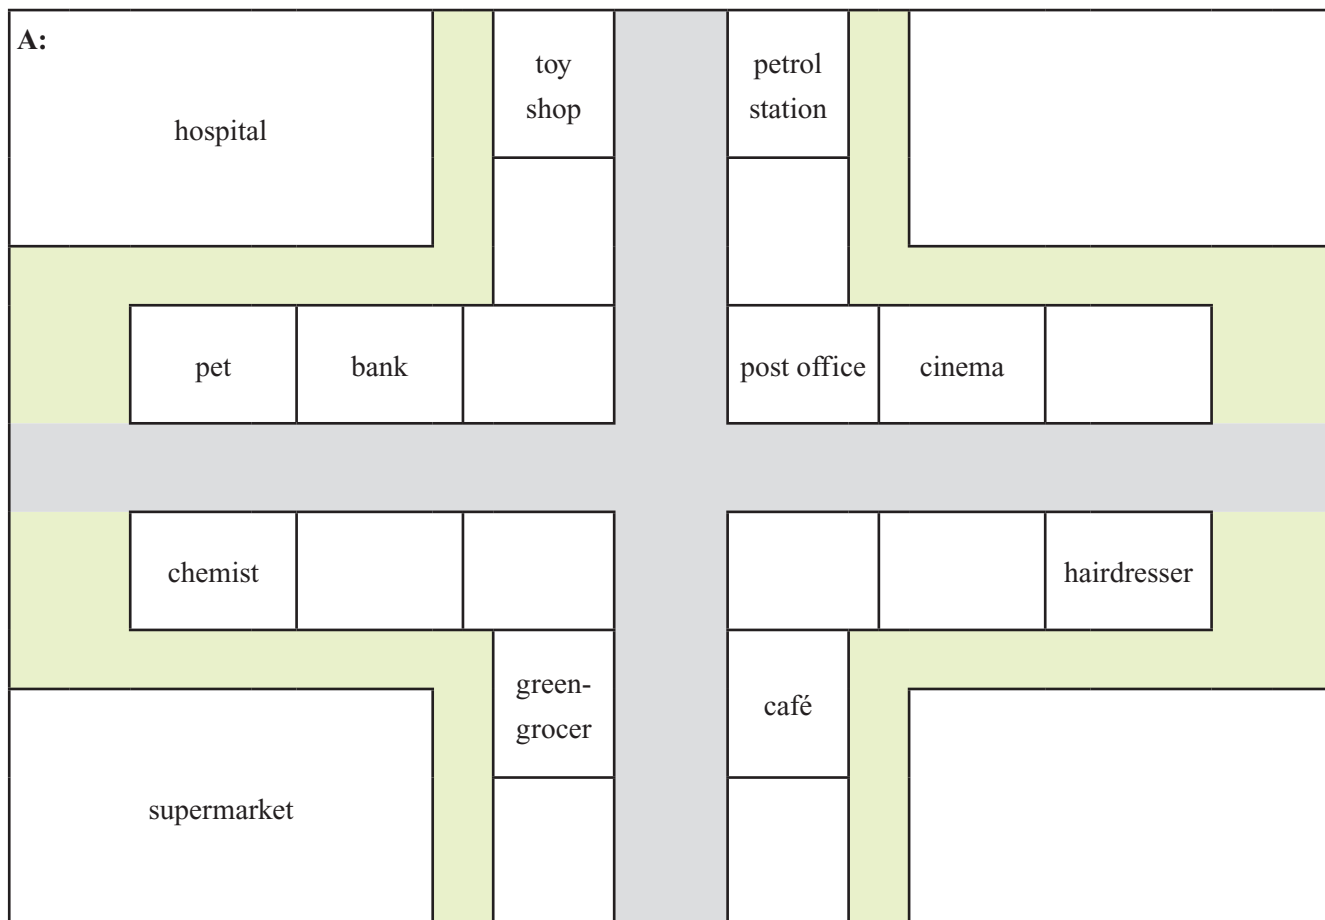 A:
hospital
toy
shop
petrol
station
pet
bank
post office
cinema
chemist
hairdresser
green-
grocer
café
supermarket